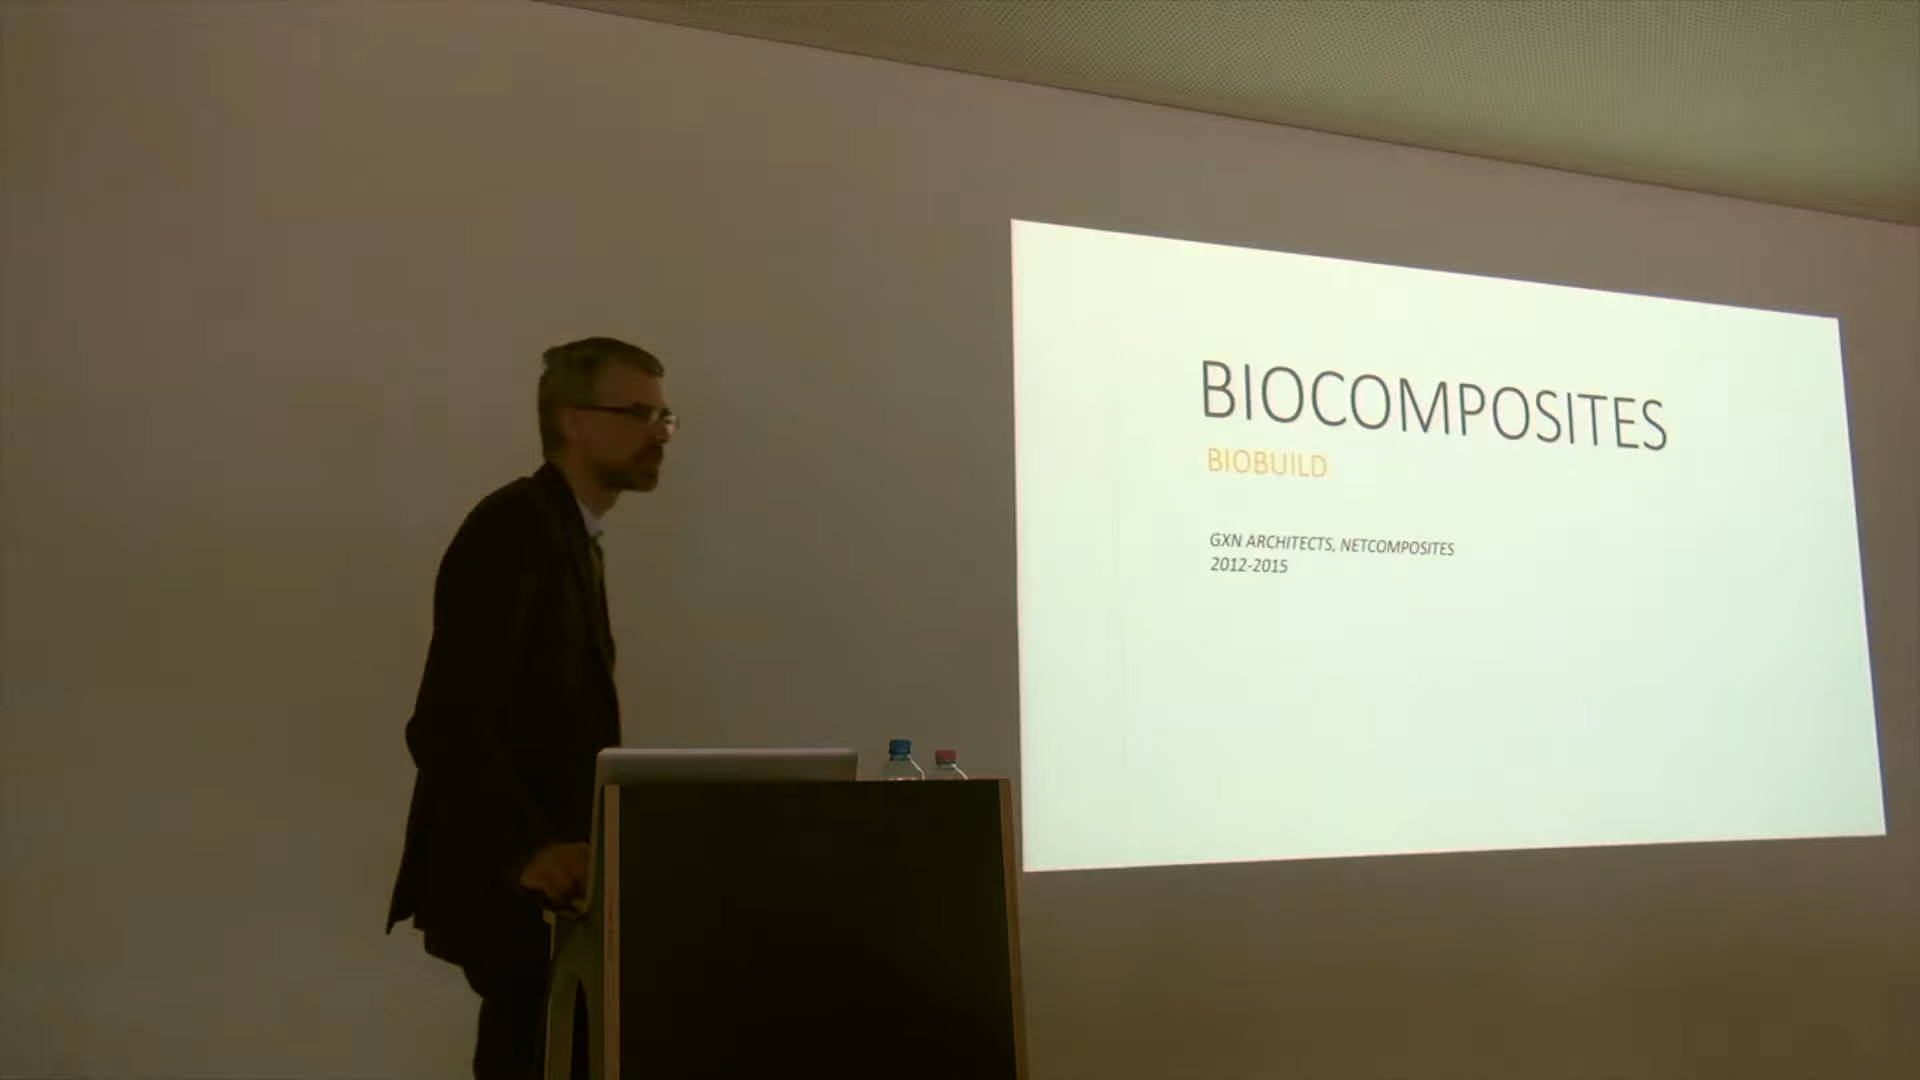 BIOCOMPOSITES
BIOBUILD
GXN ARCHITECTS, NETCOMPOSITES
2012-2015